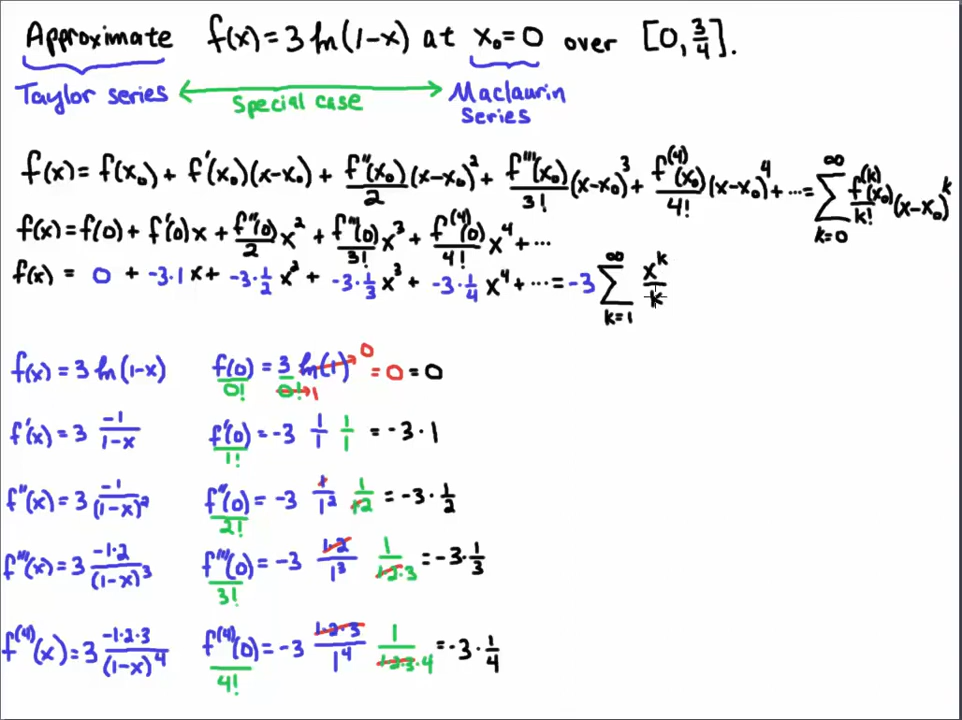 Approximate f(x) = 3 ln(1-x) at x₀ = 0 over [0, 3/4].
Taylor series ⟷ Special case Maclaurin Series
f(x) = f(x₀) + f'(x₀)(x-x₀) + f''(x₀)/2 (x-x₀)² + f'''(x₀)/3! (x-x₀)³ + f⁽⁴⁾(x₀)/4! (x-x₀)⁴ + ... = ∑_{k=0}^{∞} f⁽ᵏ⁾(x₀)/k! (x-x₀)ᵏ
f(x) = f(0) + f'(0)x + f''(0)/2 x² + f'''(0)/3! x³ + f⁽⁴⁾(0)/4! x⁴ + ...
f(x) = 0 + -3·1 x + -3·1/2 x² + -3·1/3 x³ + -3·1/4 x⁴ + ... = -3 ∑_{k=1}^{∞} xᵏ/k
f(x) = 3 ln(1-x) f(0)/0! = 3 ln(1)/0! → 0 → 1 = 0 = 0
f'(x) = 3 -1/(1-x) f'(0)/1! = -3 1/1 1/1 = -3·1
f''(x) = 3 -1/(1-x)² f''(0)/2! = -3 1/1² 1/(1·2) = -3·1/2
f'''(x) = 3 -1·2/(1-x)³ f'''(0)/3! = -3 1·2/1³ 1/(1·2·3) = -3·1/3
f⁽⁴⁾(x) = 3 -1·2·3/(1-x)⁴ f⁽⁴⁾(0)/4! = -3 1·2·3/1⁴ 1/(1·2·3·4) = -3·1/4